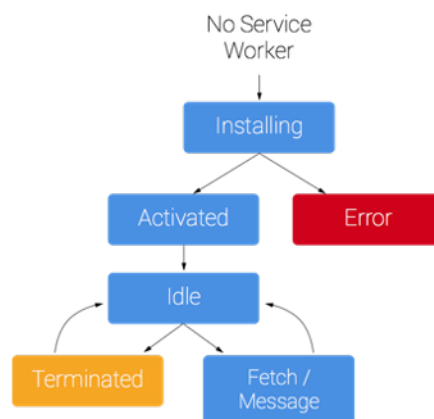 No Service
Worker
Installing
Activated
Error
Idle
Terminated
Fetch /
Message